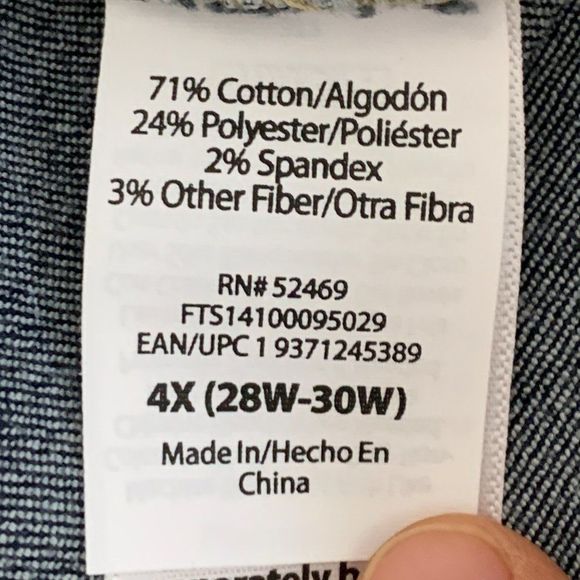 71% Cotton/Algodón
24% Polyester/Poliéster
2% Spandex
3% Other Fiber/Otra Fibra
RN# 52469
FTS14100095029
EAN/UPC 1 9371245389
4X (28W-30W)
Made In/Hecho En
China